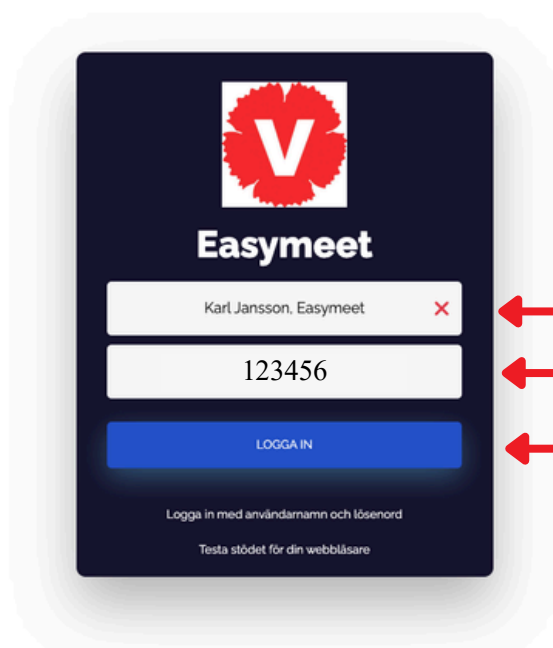 V
Easymeet
Karl Jansson, Easymeet
123456
LOGGA IN
Logga in med användarnamn och lösenord
Testa stödet för din webbläsare